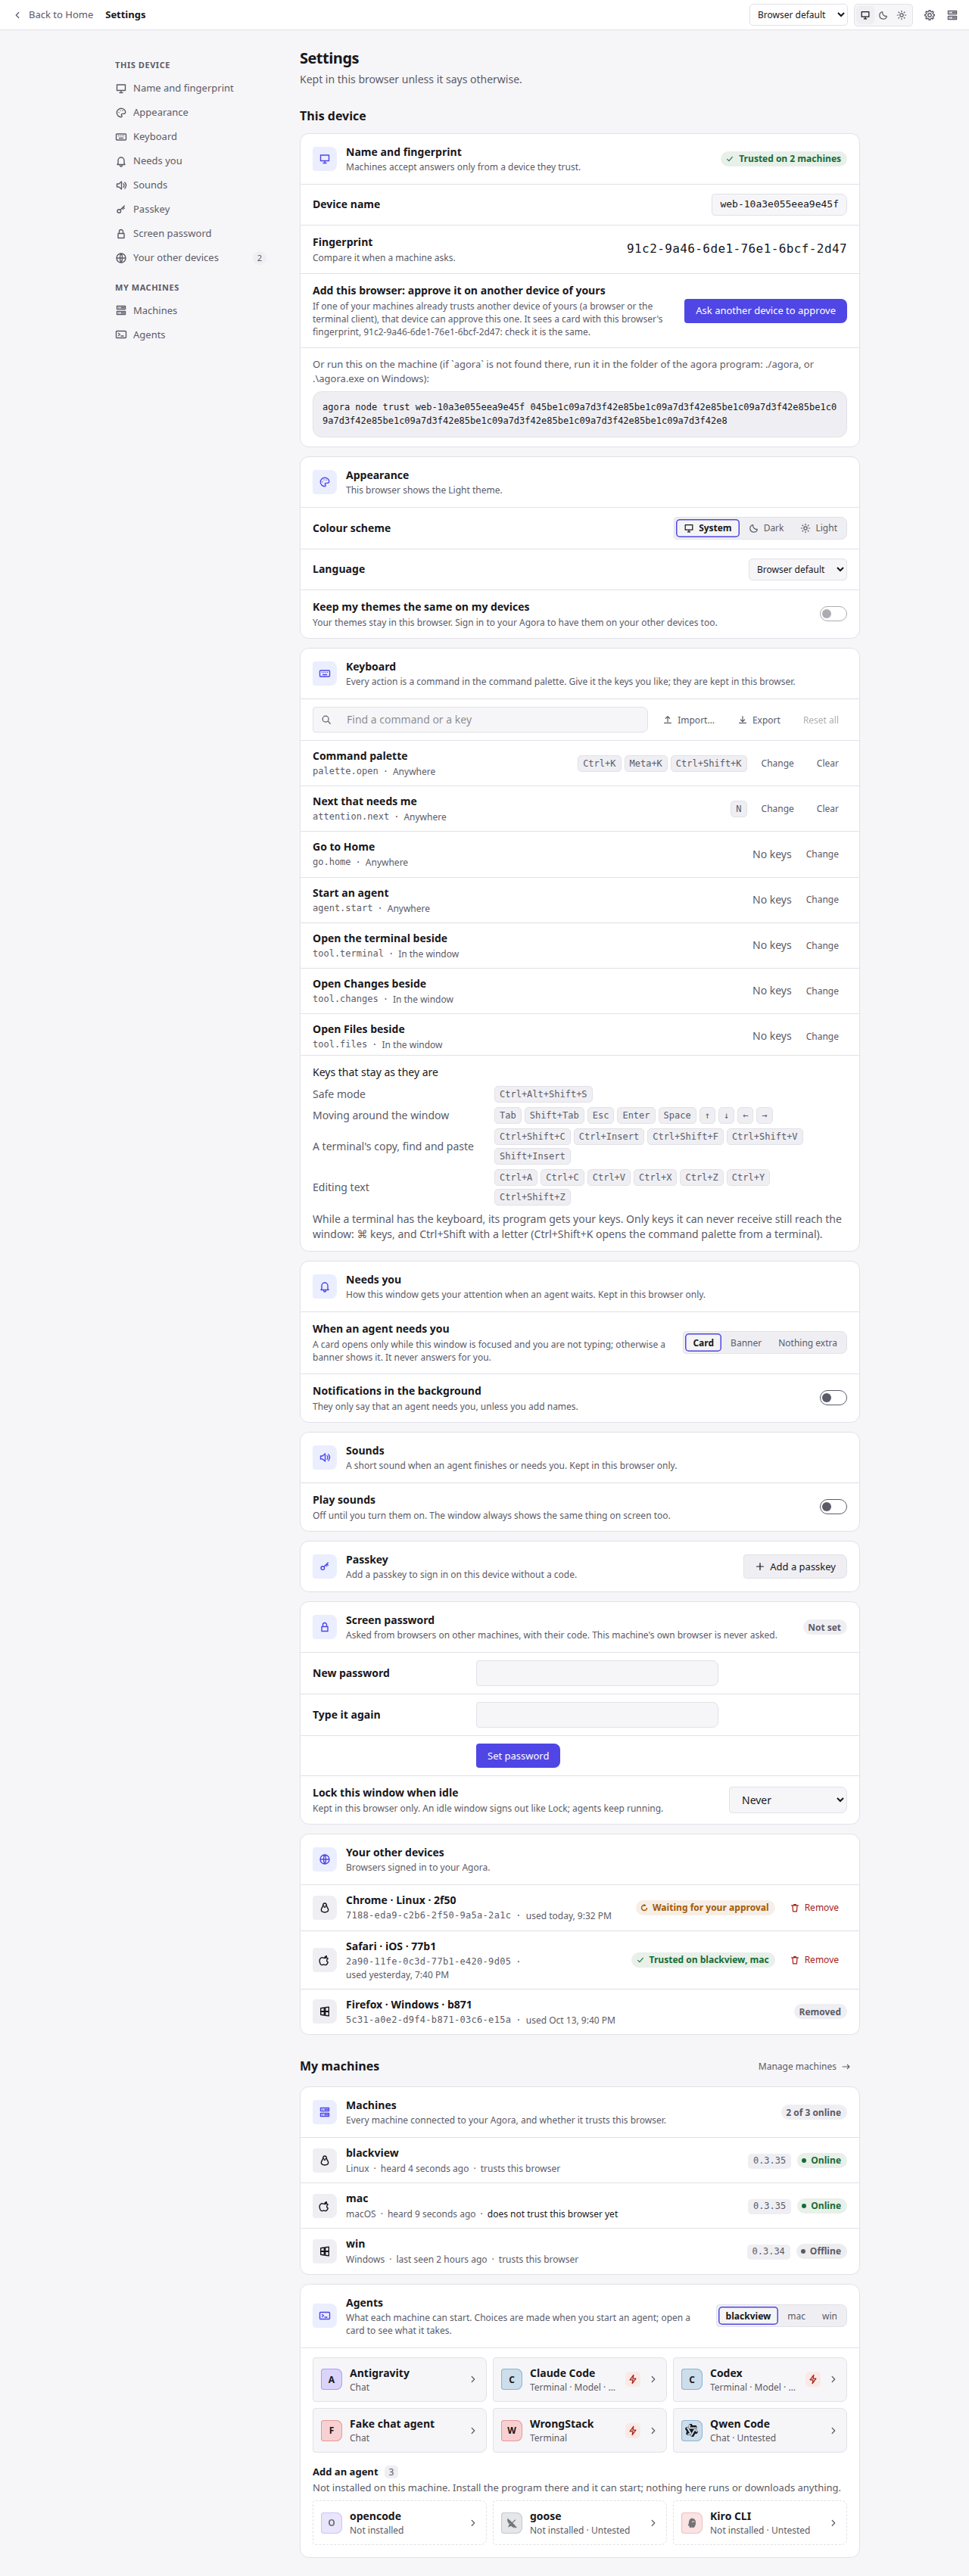 Back to Home Settings
Browser default
THIS DEVICE
Name and fingerprint
Appearance
Keyboard
Needs you
Sounds
Passkey
Screen password
Your other devices 2
MY MACHINES
Machines
Agents
Settings
Kept in this browser unless it says otherwise.
This device
Name and fingerprint
Machines accept answers only from a device they trust.
Trusted on 2 machines
Device name
web-10a3e055eea9e45f
Fingerprint
Compare it when a machine asks.
91c2-9a46-6de1-76e1-6bcf-2d47
Add this browser: approve it on another device of yours
If one of your machines already trusts another device of yours (a browser or the
terminal client), that device can approve this one. It sees a card with this browser's
fingerprint, 91c2-9a46-6de1-76e1-6bcf-2d47: check it is the same.
Ask another device to approve
Or run this on the machine (if `agora` is not found there, run it in the folder of the agora program: ./agora, or
.\agora.exe on Windows):
agora node trust web-10a3e055eea9e45f 045be1c09a7d3f42e85be1c09a7d3f42e85be1c09a7d3f42e85be1c0
9a7d3f42e85be1c09a7d3f42e85be1c09a7d3f42e85be1c09a7d3f42e8
Appearance
This browser shows the Light theme.
Colour scheme
System Dark Light
Language
Browser default
Keep my themes the same on my devices
Your themes stay in this browser. Sign in to your Agora to have them on your other devices too.
Keyboard
Every action is a command in the command palette. Give it the keys you like; they are kept in this browser.
Find a command or a key
Import... Export Reset all
Command palette
palette.open · Anywhere
Ctrl+K Meta+K Ctrl+Shift+K Change Clear
Next that needs me
attention.next · Anywhere
N Change Clear
Go to Home
go.home · Anywhere
No keys Change
Start an agent
agent.start · Anywhere
No keys Change
Open the terminal beside
tool.terminal · In the window
No keys Change
Open Changes beside
tool.changes · In the window
No keys Change
Open Files beside
tool.files · In the window
No keys Change
Keys that stay as they are
Safe mode Ctrl+Alt+Shift+S
Moving around the window Tab Shift+Tab Esc Enter Space ↑ ↓ ← →
A terminal's copy, find and paste Ctrl+Shift+C Ctrl+Insert Ctrl+Shift+F Ctrl+Shift+V
Shift+Insert
Editing text Ctrl+A Ctrl+C Ctrl+V Ctrl+X Ctrl+Z Ctrl+Y
Ctrl+Shift+Z
While a terminal has the keyboard, its program gets your keys. Only keys it can never receive still reach the
window: ⌘ keys, and Ctrl+Shift with a letter (Ctrl+Shift+K opens the command palette from a terminal).
Needs you
How this window gets your attention when an agent waits. Kept in this browser only.
When an agent needs you
A card opens only while this window is focused and you are not typing; otherwise a
banner shows it. It never answers for you.
Card Banner Nothing extra
Notifications in the background
They only say that an agent needs you, unless you add names.
Sounds
A short sound when an agent finishes or needs you. Kept in this browser only.
Play sounds
Off until you turn them on. The window always shows the same thing on screen too.
Passkey
Add a passkey to sign in on this device without a code.
Add a passkey
Screen password
Asked from browsers on other machines, with their code. This machine's own browser is never asked.
Not set
New password
Type it again
Set password
Lock this window when idle
Kept in this browser only. An idle window signs out like Lock; agents keep running.
Never
Your other devices
Browsers signed in to your Agora.
Chrome · Linux · 2f50
7188-eda9-c2b6-2f50-9a5a-2a1c · used today, 9:32 PM
Waiting for your approval Remove
Safari · iOS · 77b1
2a90-11fe-0c3d-77b1-e420-9d05 ·
used yesterday, 7:40 PM
Trusted on blackview, mac Remove
Firefox · Windows · b871
5c31-a0e2-d9f4-b871-03c6-e15a · used Oct 13, 9:40 PM
Removed
My machines
Manage machines →
Machines
Every machine connected to your Agora, and whether it trusts this browser.
2 of 3 online
blackview
Linux · heard 4 seconds ago · trusts this browser
0.3.35 Online
mac
macOS · heard 9 seconds ago · does not trust this browser yet
0.3.35 Online
win
Windows · last seen 2 hours ago · trusts this browser
0.3.34 Offline
Agents
What each machine can start. Choices are made when you start an agent; open a
card to see what it takes.
blackview mac win
A Antigravity
Chat
C Claude Code
Terminal · Model · ...
C Codex
Terminal · Model · ...
F Fake chat agent
Chat
W WrongStack
Terminal
Qwen Code
Chat · Untested
Add an agent 3
Not installed on this machine. Install the program there and it can start; nothing here runs or downloads anything.
O opencode
Not installed
goose
Not installed · Untested
Kiro CLI
Not installed · Untested